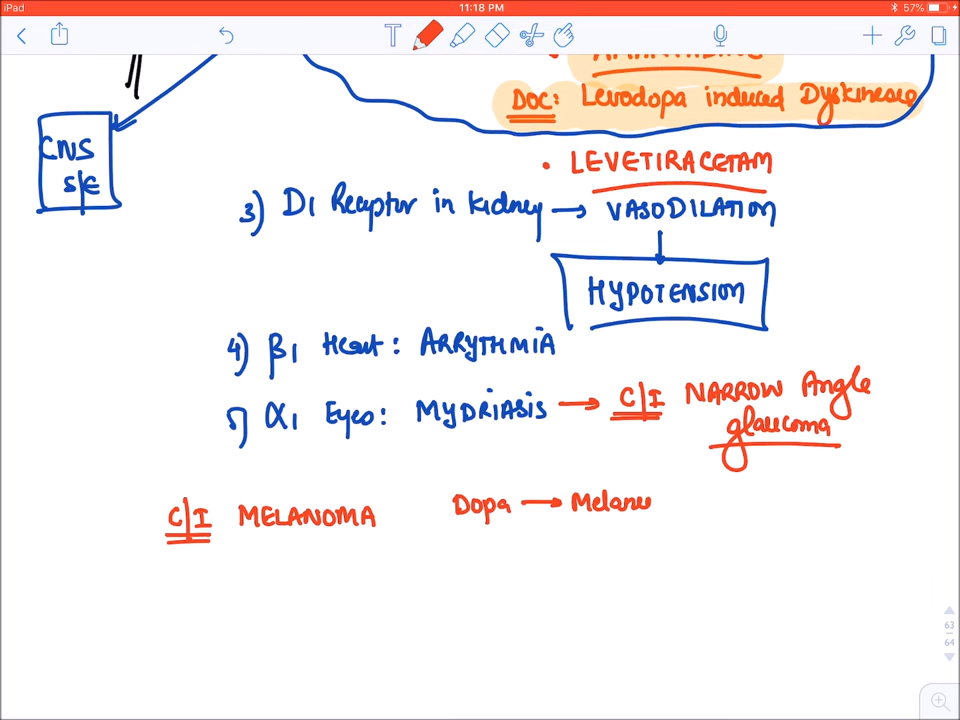 iPad
11:18 PM
57%
T
DOC: Levodopa induced Dyskinesia
CNS
S/E
• LEVETIRACETAM
3) D1 Receptor in kidney → VASODILATION
HYPOTENSION
4) β1 Heart: ARRYTHMIA
5) α1 Eyes: MYDRIASIS → C/I NARROW Angle
glaucoma
C/I MELANOMA Dopa → Melan
63
64